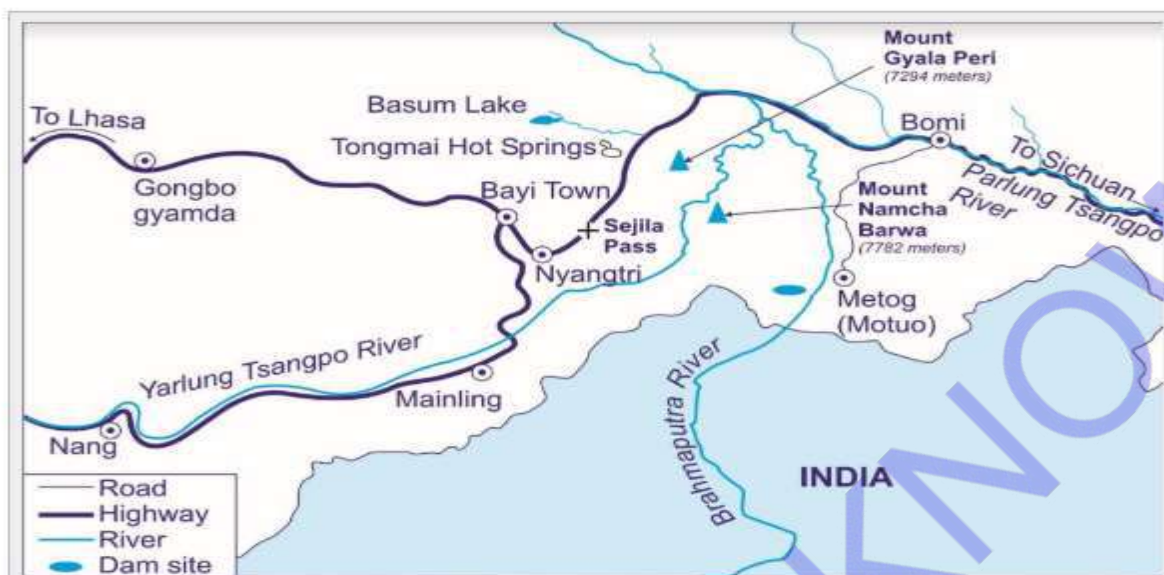 Mount
Gyala Peri
(7294 meters)
To Lhasa
Basum Lake
Tongmai Hot Springs
Bomi
To Sichuan
Parlung Tsangpo
River
Gongbo
gyamda
Bayi Town
Sejila
Pass
Mount
Namcha
Barwa
(7782 meters)
Nyangtri
Metog
(Motuo)
Yarlung Tsangpo River
Mainling
Nang
Brahmaputra River
INDIA
Road
Highway
River
Dam site